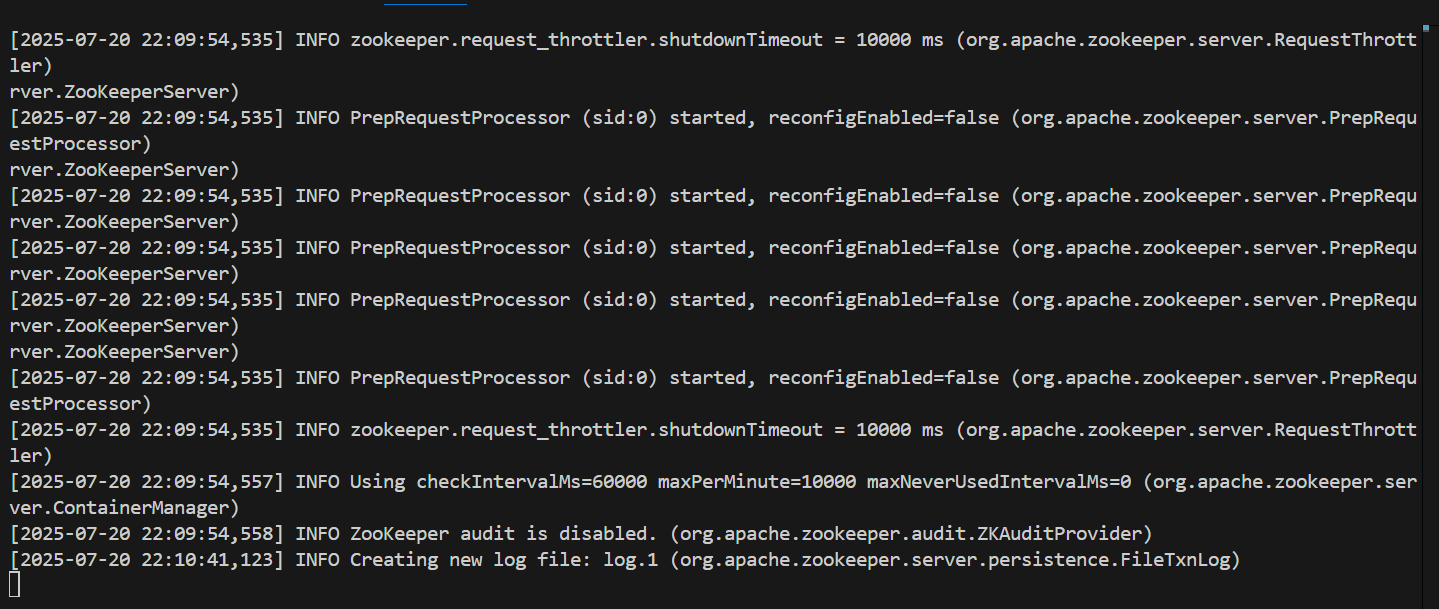 [2025-07-20 22:09:54,535] INFO zookeeper.request_throttler.shutdownTimeout = 10000 ms (org.apache.zookeeper.server.RequestThrott
ler)
rver.ZooKeeperServer)
[2025-07-20 22:09:54,535] INFO PrepRequestProcessor (sid:0) started, reconfigEnabled=false (org.apache.zookeeper.server.PrepRequ
estProcessor)
rver.ZooKeeperServer)
[2025-07-20 22:09:54,535] INFO PrepRequestProcessor (sid:0) started, reconfigEnabled=false (org.apache.zookeeper.server.PrepRequ
rver.ZooKeeperServer)
[2025-07-20 22:09:54,535] INFO PrepRequestProcessor (sid:0) started, reconfigEnabled=false (org.apache.zookeeper.server.PrepRequ
rver.ZooKeeperServer)
[2025-07-20 22:09:54,535] INFO PrepRequestProcessor (sid:0) started, reconfigEnabled=false (org.apache.zookeeper.server.PrepRequ
rver.ZooKeeperServer)
rver.ZooKeeperServer)
[2025-07-20 22:09:54,535] INFO PrepRequestProcessor (sid:0) started, reconfigEnabled=false (org.apache.zookeeper.server.PrepRequ
estProcessor)
[2025-07-20 22:09:54,535] INFO zookeeper.request_throttler.shutdownTimeout = 10000 ms (org.apache.zookeeper.server.RequestThrott
ler)
[2025-07-20 22:09:54,557] INFO Using checkIntervalMs=60000 maxPerMinute=10000 maxNeverUsedIntervalMs=0 (org.apache.zookeeper.ser
ver.ContainerManager)
[2025-07-20 22:09:54,558] INFO ZooKeeper audit is disabled. (org.apache.zookeeper.audit.ZKAuditProvider)
[2025-07-20 22:10:41,123] INFO Creating new log file: log.1 (org.apache.zookeeper.server.persistence.FileTxnLog)